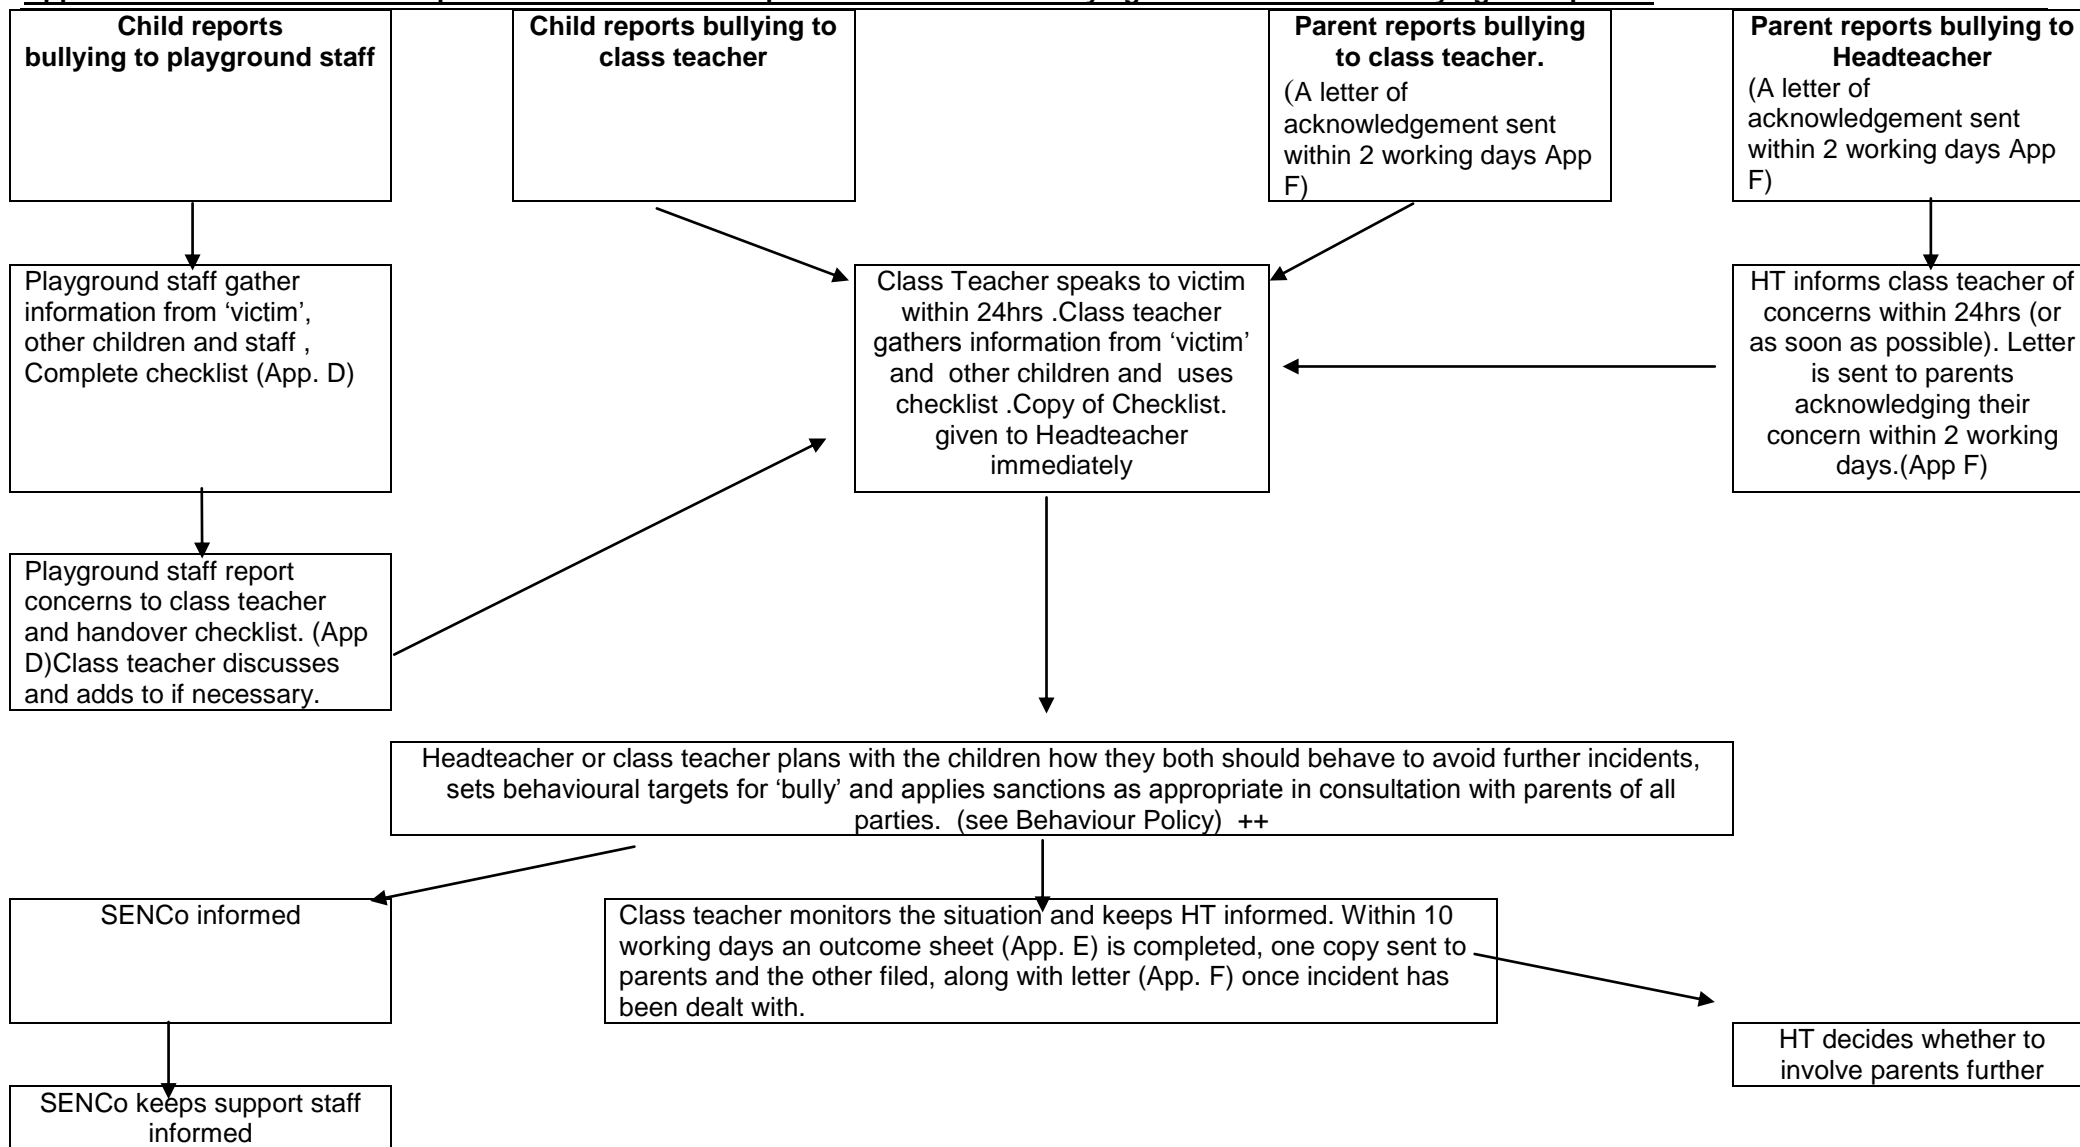 Child reports
bullying to playground staff
Child reports bullying to
class teacher
Parent reports bullying
to class teacher.
(A letter of
acknowledgement sent
within 2 working days App
F)
Parent reports bullying to
Headteacher
(A letter of
acknowledgement sent
within 2 working days App
F)
Playground staff gather
information from ‘victim’,
other children and staff ,
Complete checklist (App. D)
Class Teacher speaks to victim
within 24hrs .Class teacher
gathers information from ‘victim’
and other children and uses
checklist .Copy of Checklist.
given to Headteacher
immediately
HT informs class teacher of
concerns within 24hrs (or
as soon as possible). Letter
is sent to parents
acknowledging their
concern within 2 working
days.(App F)
Playground staff report
concerns to class teacher
and handover checklist. (App
D)Class teacher discusses
and adds to if necessary.
Headteacher or class teacher plans with the children how they both should behave to avoid further incidents,
sets behavioural targets for ‘bully’ and applies sanctions as appropriate in consultation with parents of all
parties. (see Behaviour Policy) ++
SENCo informed
Class teacher monitors the situation and keeps HT informed. Within 10
working days an outcome sheet (App. E) is completed, one copy sent to
parents and the other filed, along with letter (App. F) once incident has
been dealt with.
HT decides whether to
involve parents further
SENCo keeps support staff
informed